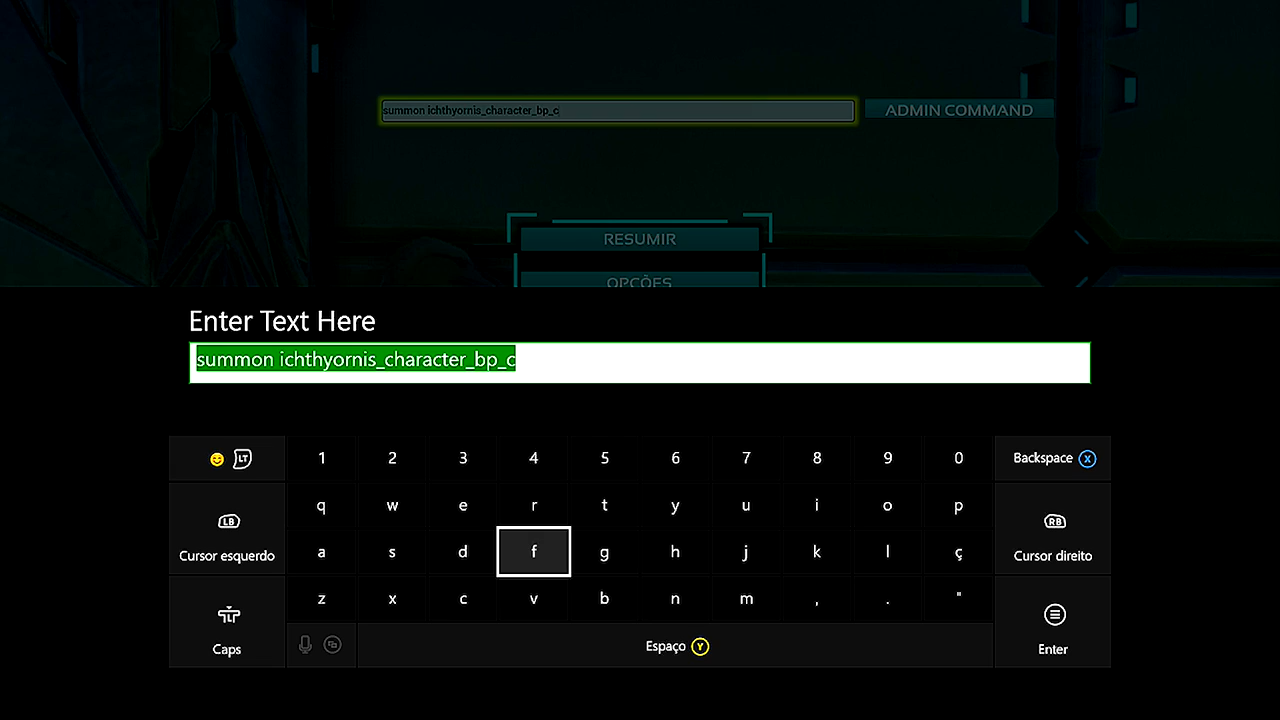 summon ichthyornis_character_bp_c
ADMIN COMMAND
RESUMIR
OPÇÕES
Enter Text Here
summon ichthyornis_character_bp_c
LT 1 2 3 4 5 6 7 8 9 0 Backspace X
q w e r t y u i o p
LB RB
Cursor esquerdo a s d f g h j k l ç Cursor direito
z x c v b n m , . "
Caps Espaço Y Enter